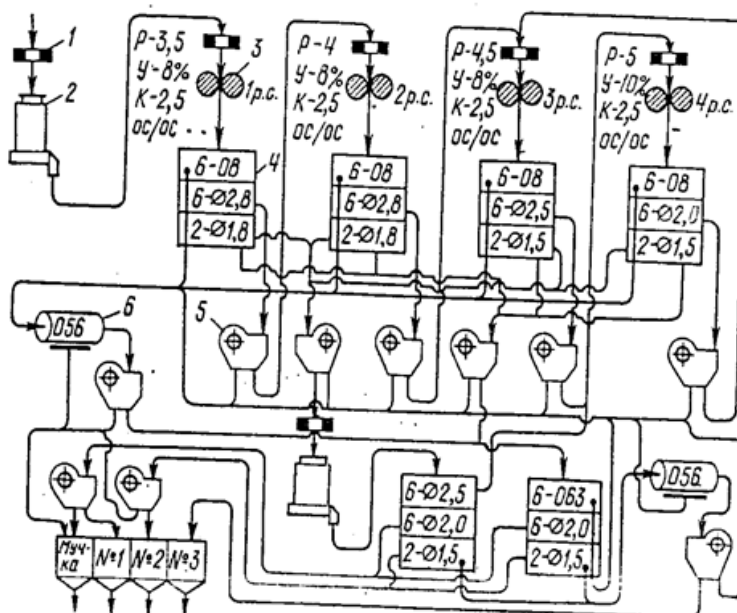 1
2
Р-3,5
У-8%
К-2,5
ос/ос
3
1р.с.
4
6-08
6-Ø2,8
2-Ø1,8
Р-4
У-8%
К-2,5
ос/ос
2р.с.
6-08
6-Ø2,8
2-Ø1,8
Р-4,5
У-8%
К-2,5
ос/ос
3р.с.
6-08
6-Ø2,5
2-Ø1,5
Р-5
У-10%
К-2,5
ос/ос
4р.с.
6-08
6-Ø2,0
2-Ø1,5
056
6
5
6-Ø2,5
6-Ø2,0
2-Ø1,5
6-063
6-Ø2,0
2-Ø1,5
056
Муч-
ка
№1
№2
№3